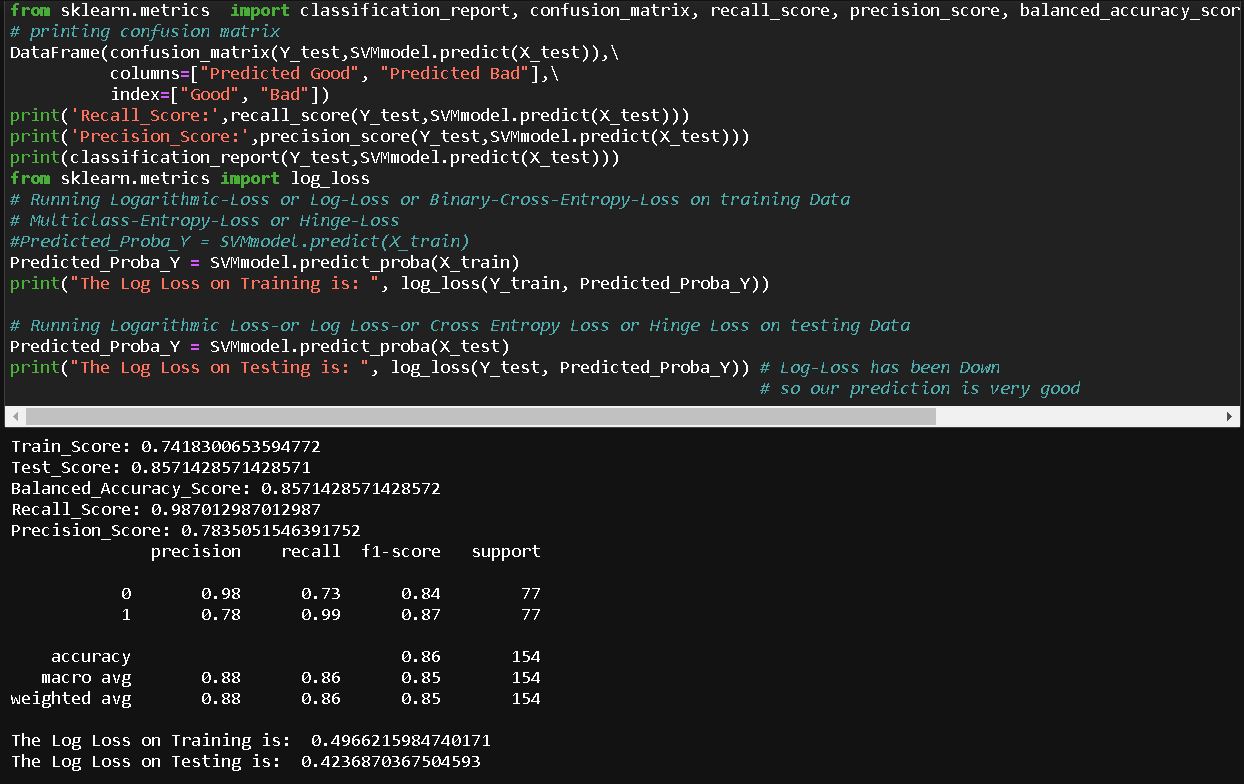 from sklearn.metrics  import classification_report, confusion_matrix, recall_score, precision_score, balanced_accuracy_scor
# printing confusion matrix
DataFrame(confusion_matrix(Y_test,SVMmodel.predict(X_test)),\
          columns=["Predicted Good", "Predicted Bad"],\
          index=["Good", "Bad"])
print('Recall_Score:',recall_score(Y_test,SVMmodel.predict(X_test)))
print('Precision_Score:',precision_score(Y_test,SVMmodel.predict(X_test)))
print(classification_report(Y_test,SVMmodel.predict(X_test)))
from sklearn.metrics import log_loss
# Running Logarithmic-Loss or Log-Loss or Binary-Cross-Entropy-Loss on training Data
# Multiclass-Entropy-Loss or Hinge-Loss
#Predicted_Proba_Y = SVMmodel.predict(X_train)
Predicted_Proba_Y = SVMmodel.predict_proba(X_train)
print("The Log Loss on Training is: ", log_loss(Y_train, Predicted_Proba_Y))
# Running Logarithmic Loss-or Log Loss-or Cross Entropy Loss or Hinge Loss on testing Data
Predicted_Proba_Y = SVMmodel.predict_proba(X_test)
print("The Log Loss on Testing is: ", log_loss(Y_test, Predicted_Proba_Y)) # Log-Loss has been Down
# so our prediction is very good
Train_Score: 0.7418300653594772
Test_Score: 0.8571428571428571
Balanced_Accuracy_Score: 0.8571428571428572
Recall_Score: 0.987012987012987
Precision_Score: 0.7835051546391752
              precision    recall  f1-score   support
           0       0.98      0.73      0.84        77
           1       0.78      0.99      0.87        77
    accuracy                           0.86       154
   macro avg       0.88      0.86      0.85       154
weighted avg       0.88      0.86      0.85       154
The Log Loss on Training is:  0.4966215984740171
The Log Loss on Testing is:  0.4236870367504593